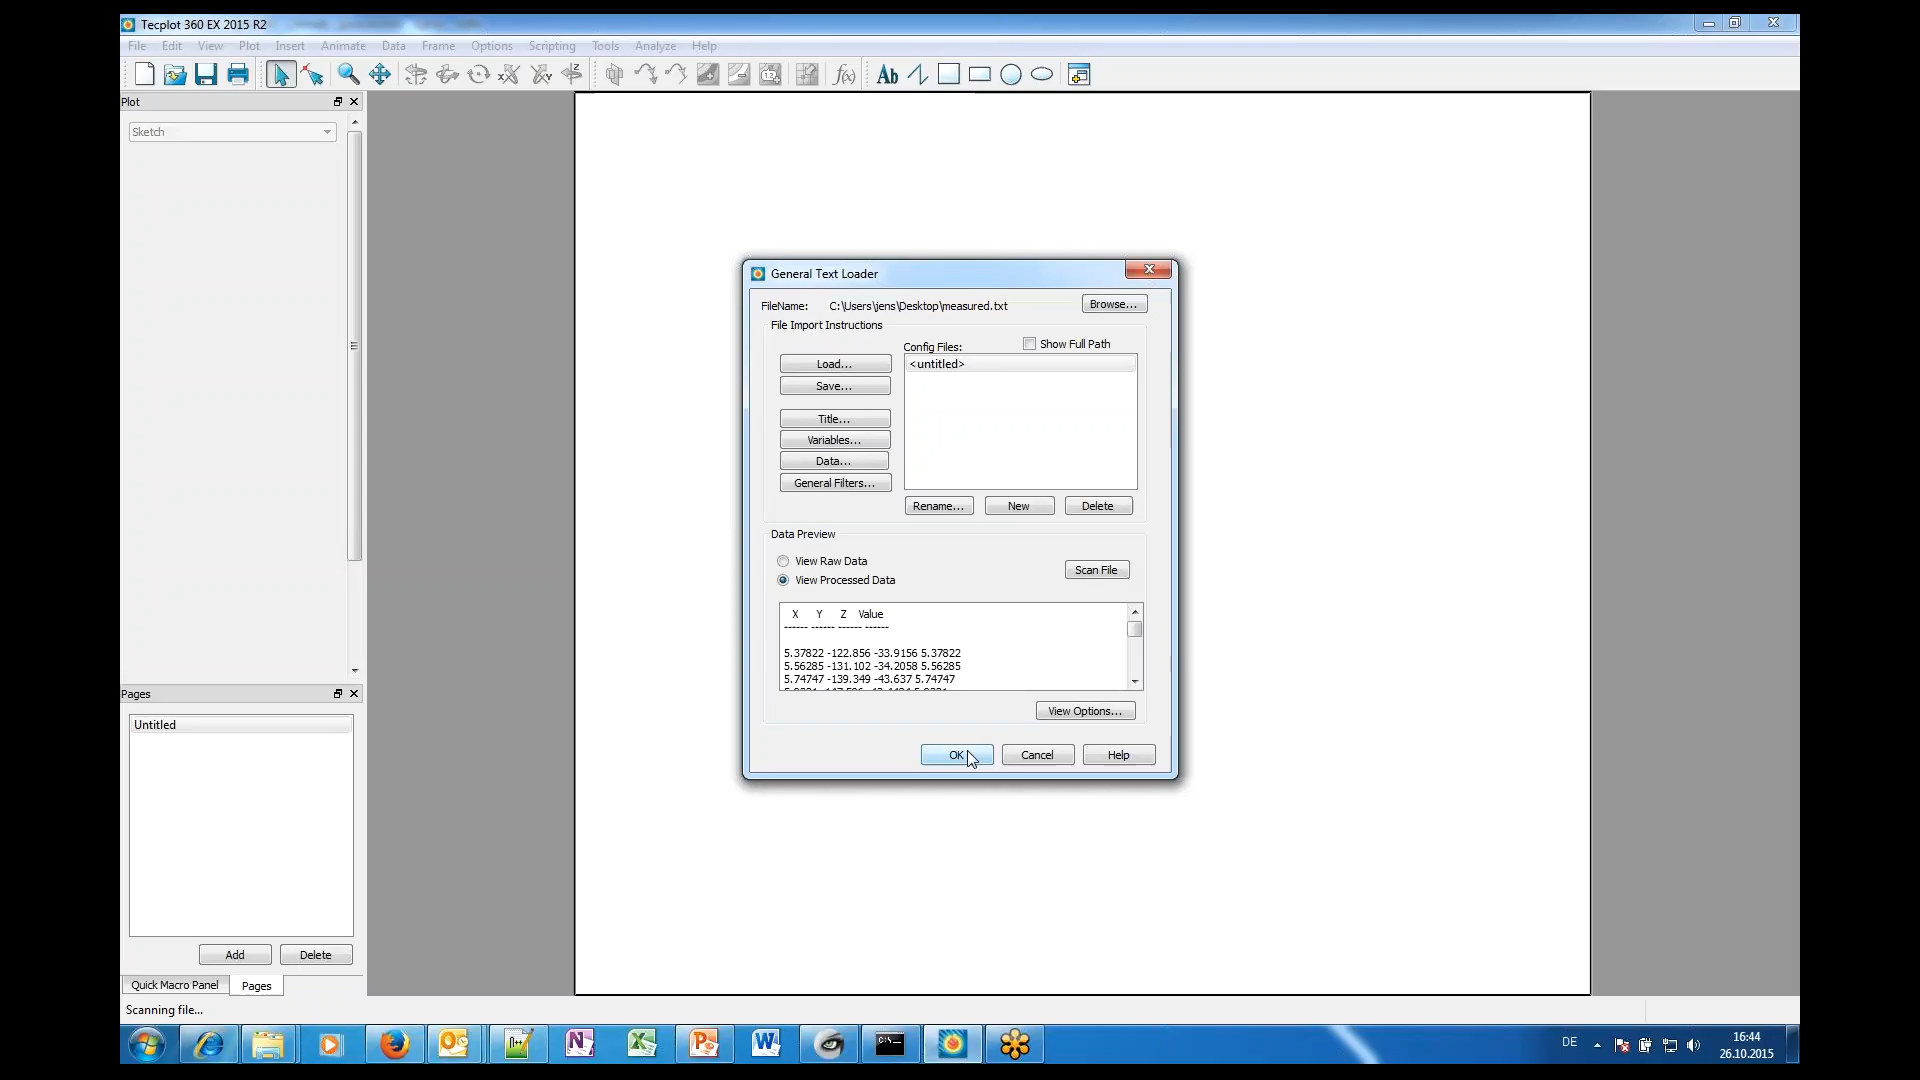 Tecplot 360 EX 2015 R2
File Edit View Plot Insert Animate Data Frame Options Scripting Tools Analyze Help
Plot
Sketch
General Text Loader
FileName: C:\Users\jens\Desktop\measured.txt Browse...
File Import Instructions
Config Files: Show Full Path
Load... <untitled>
Save...
Title...
Variables...
Data...
General Filters...
Rename... New Delete
Data Preview
View Raw Data
Scan File
View Processed Data
X Y Z Value
------ ------ ------ ------
5.37822 -122.856 -33.9156 5.37822
5.56285 -131.102 -34.2058 5.56285
5.74747 -139.349 -43.637 5.74747
View Options...
OK Cancel Help
Pages
Untitled
Add Delete
Quick Macro Panel Pages
Scanning file...
DE 16:44
26.10.2015